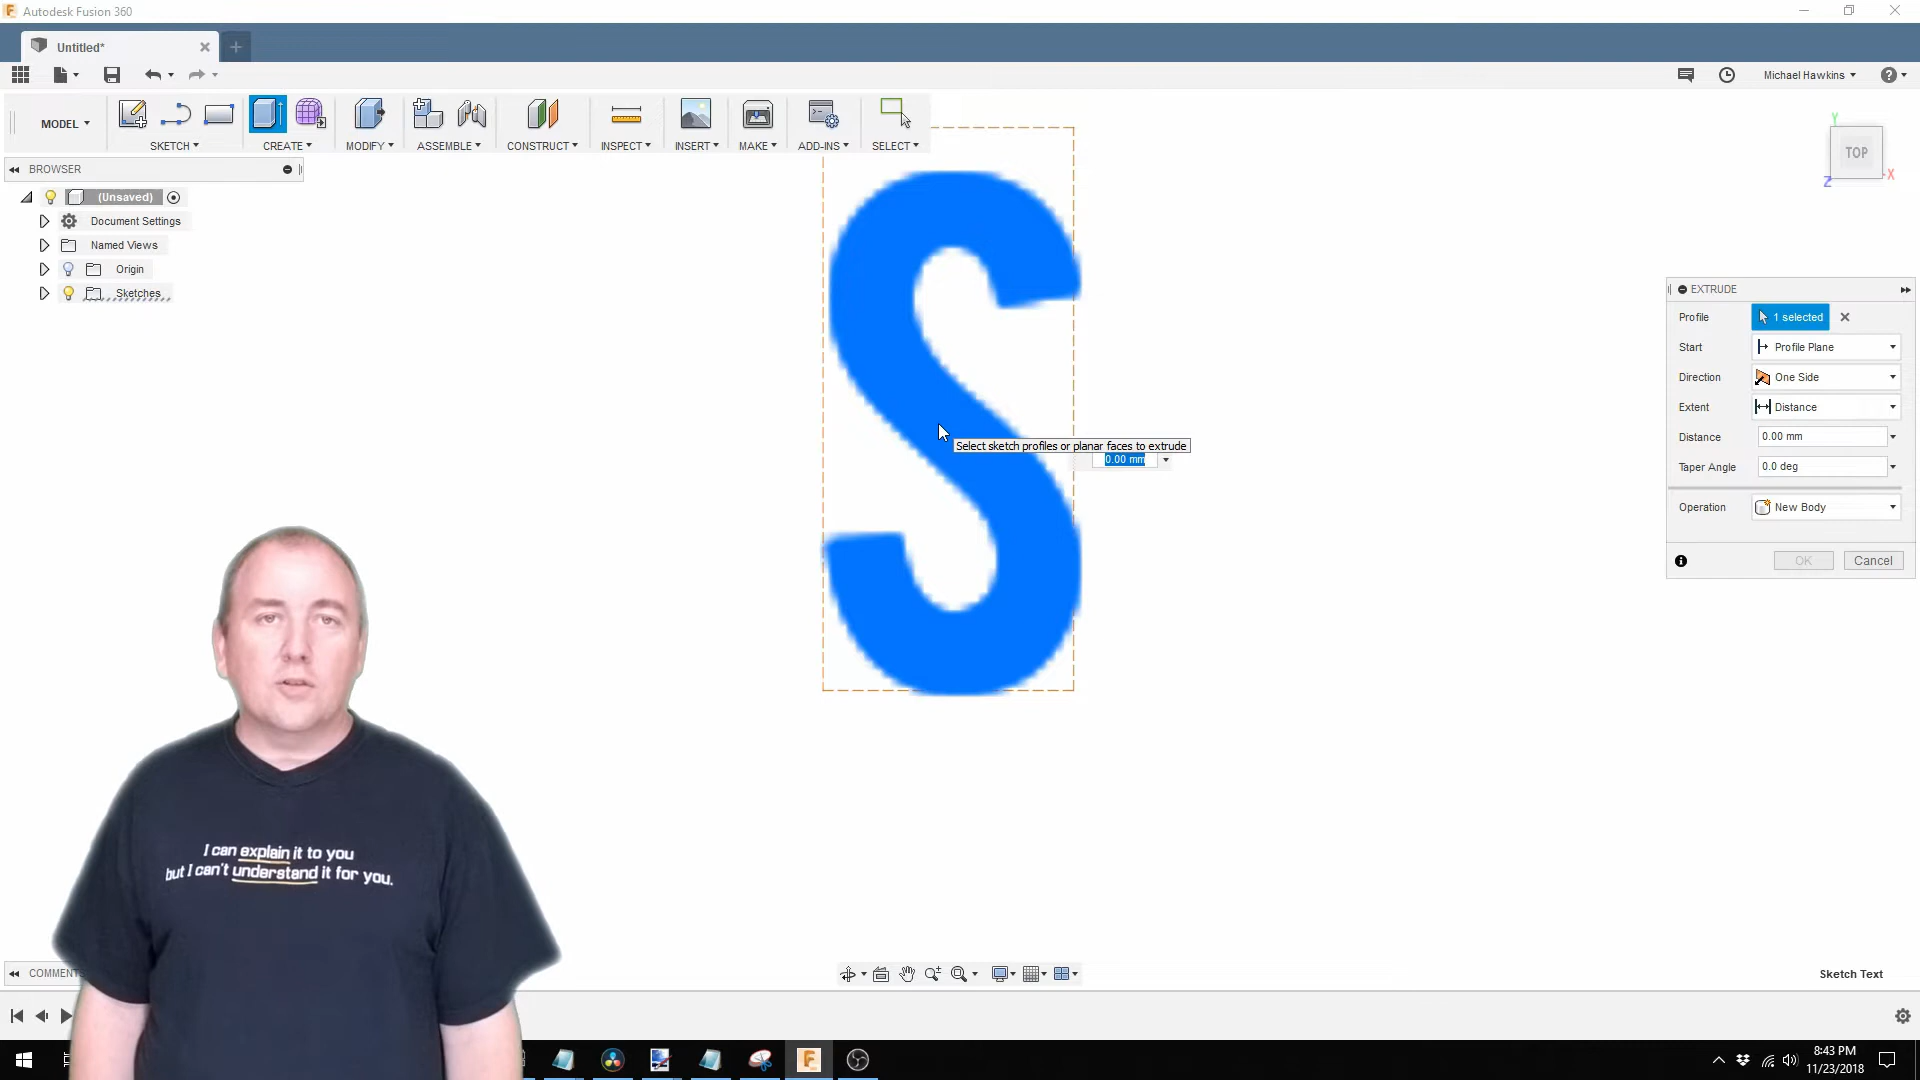 Autodesk Fusion 360
Untitled*
Michael Hawkins
MODEL
SKETCH
CREATE
MODIFY
ASSEMBLE
CONSTRUCT
INSPECT
INSERT
MAKE
ADD-INS
SELECT
BROWSER
(Unsaved)
Document Settings
Named Views
Origin
Sketches
S
Select sketch profiles or planar faces to extrude
0.00 mm
TOP
Y
X
Z
EXTRUDE
Profile 1 selected
Start Profile Plane
Direction One Side
Extent Distance
Distance 0.00 mm
Taper Angle 0.0 deg
Operation New Body
OK Cancel
I can explain it to you
but I can't understand it for you.
COMMENTS
Sketch Text
8:43 PM
11/23/2018